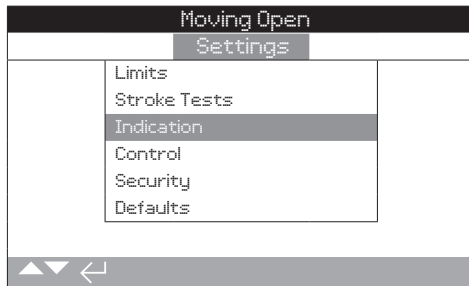 Moving Open
Settings
Limits
Stroke Tests
Indication
Control
Security
Defaults